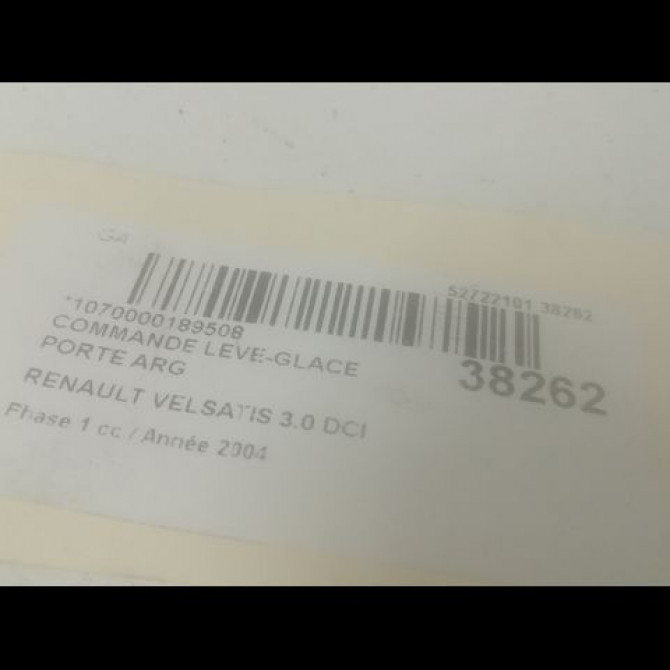 GA
52722101 38262
*1070000189508
COMMANDE LEVE-GLACE
PORTE ARG
38262
RENAULT VELSATIS 3.0 DCI
Phase 1 cc / Année 2004